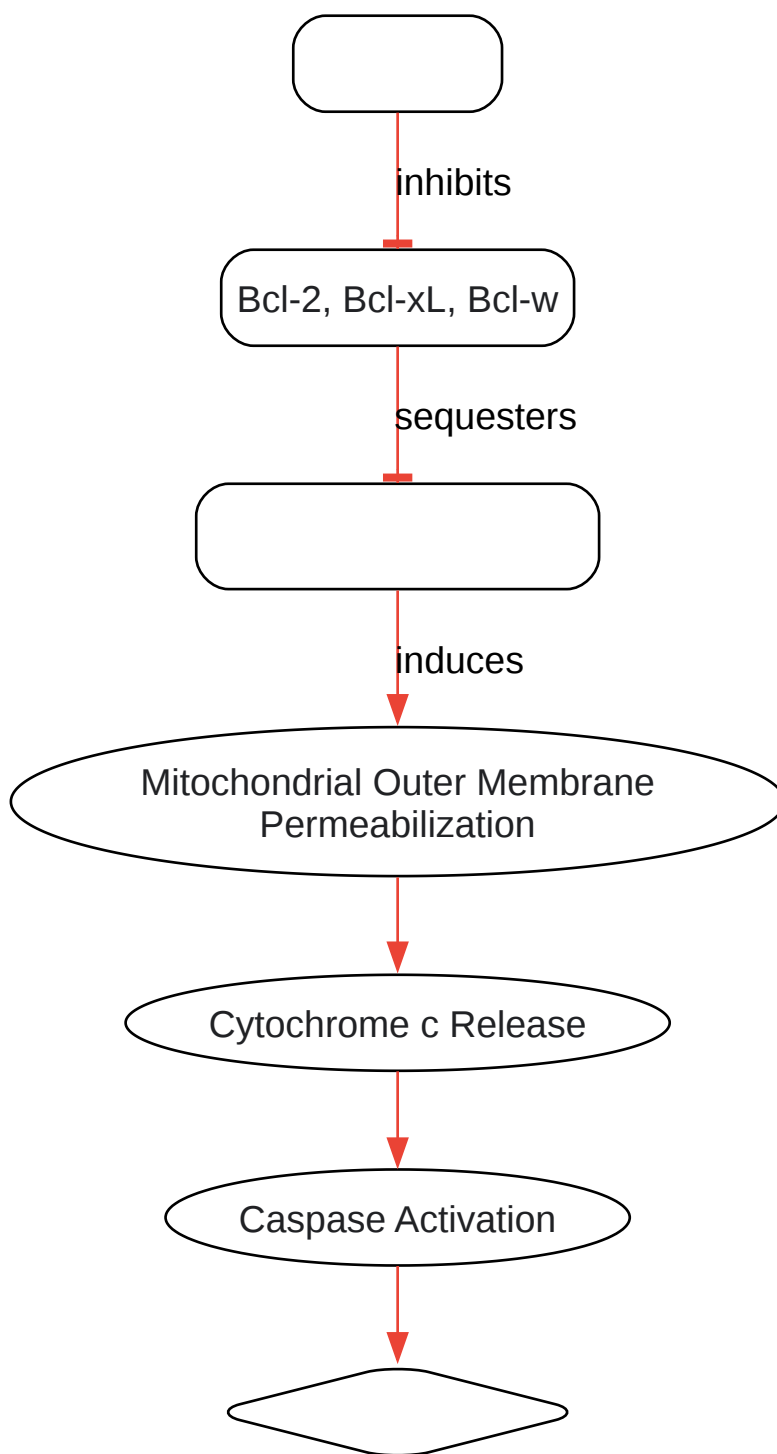 inhibits
Bcl-2, Bcl-xL, Bcl-w
sequesters
induces
Mitochondrial Outer Membrane
Permeabilization
Cytochrome c Release
Caspase Activation